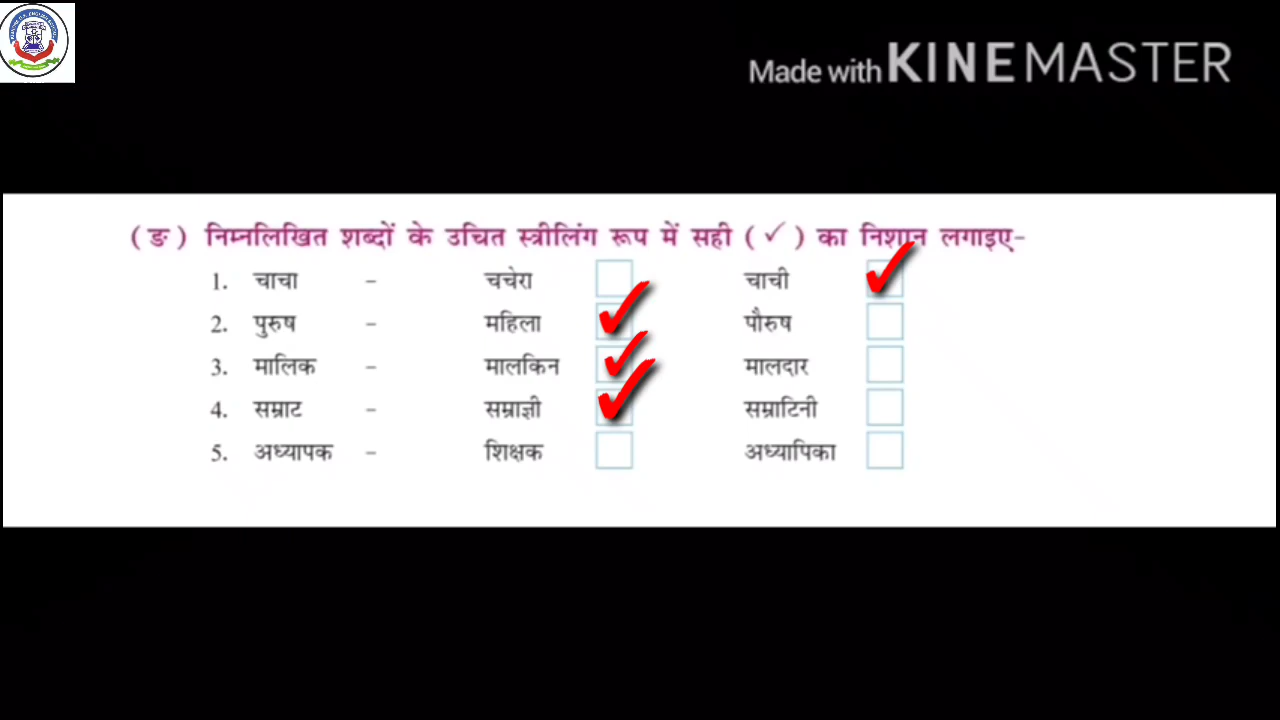 Made with KINEMASTER
(ङ) निम्नलिखित शब्दों के उचित स्त्रीलिंग रूप में सही (✓) का निशान लगाइए-
1. चाचा - चचेरा चाची
2. पुरुष - महिला पौरुष
3. मालिक - मालकिन मालदार
4. सम्राट - सम्राज्ञी सम्राटिनी
5. अध्यापक - शिक्षक अध्यापिका